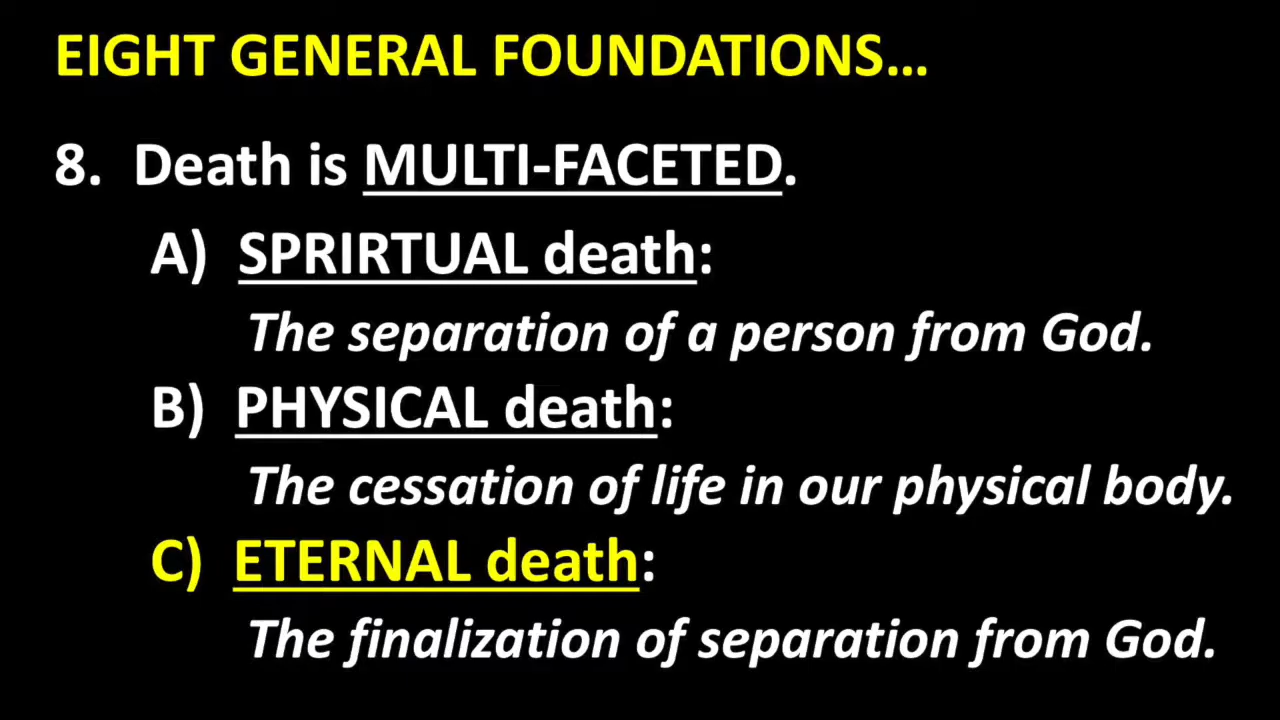 EIGHT GENERAL FOUNDATIONS...
8. Death is MULTI-FACETED.
A) SPRIRTUAL death:
The separation of a person from God.
B) PHYSICAL death:
The cessation of life in our physical body.
C) ETERNAL death:
The finalization of separation from God.